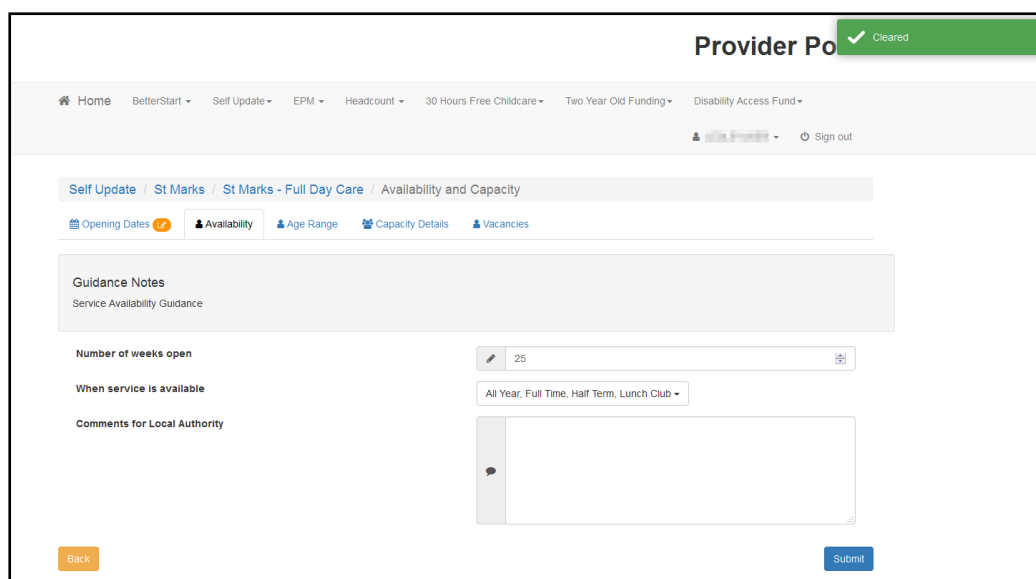 Provider Po
Cleared
Home BetterStart Self Update EPM Headcount 30 Hours Free Childcare Two Year Old Funding Disability Access Fund
Sign out
Self Update / St Marks / St Marks - Full Day Care / Availability and Capacity
Opening Dates Availability Age Range Capacity Details Vacancies
Guidance Notes
Service Availability Guidance
Number of weeks open 25
When service is available All Year, Full Time, Half Term, Lunch Club
Comments for Local Authority
Back Submit